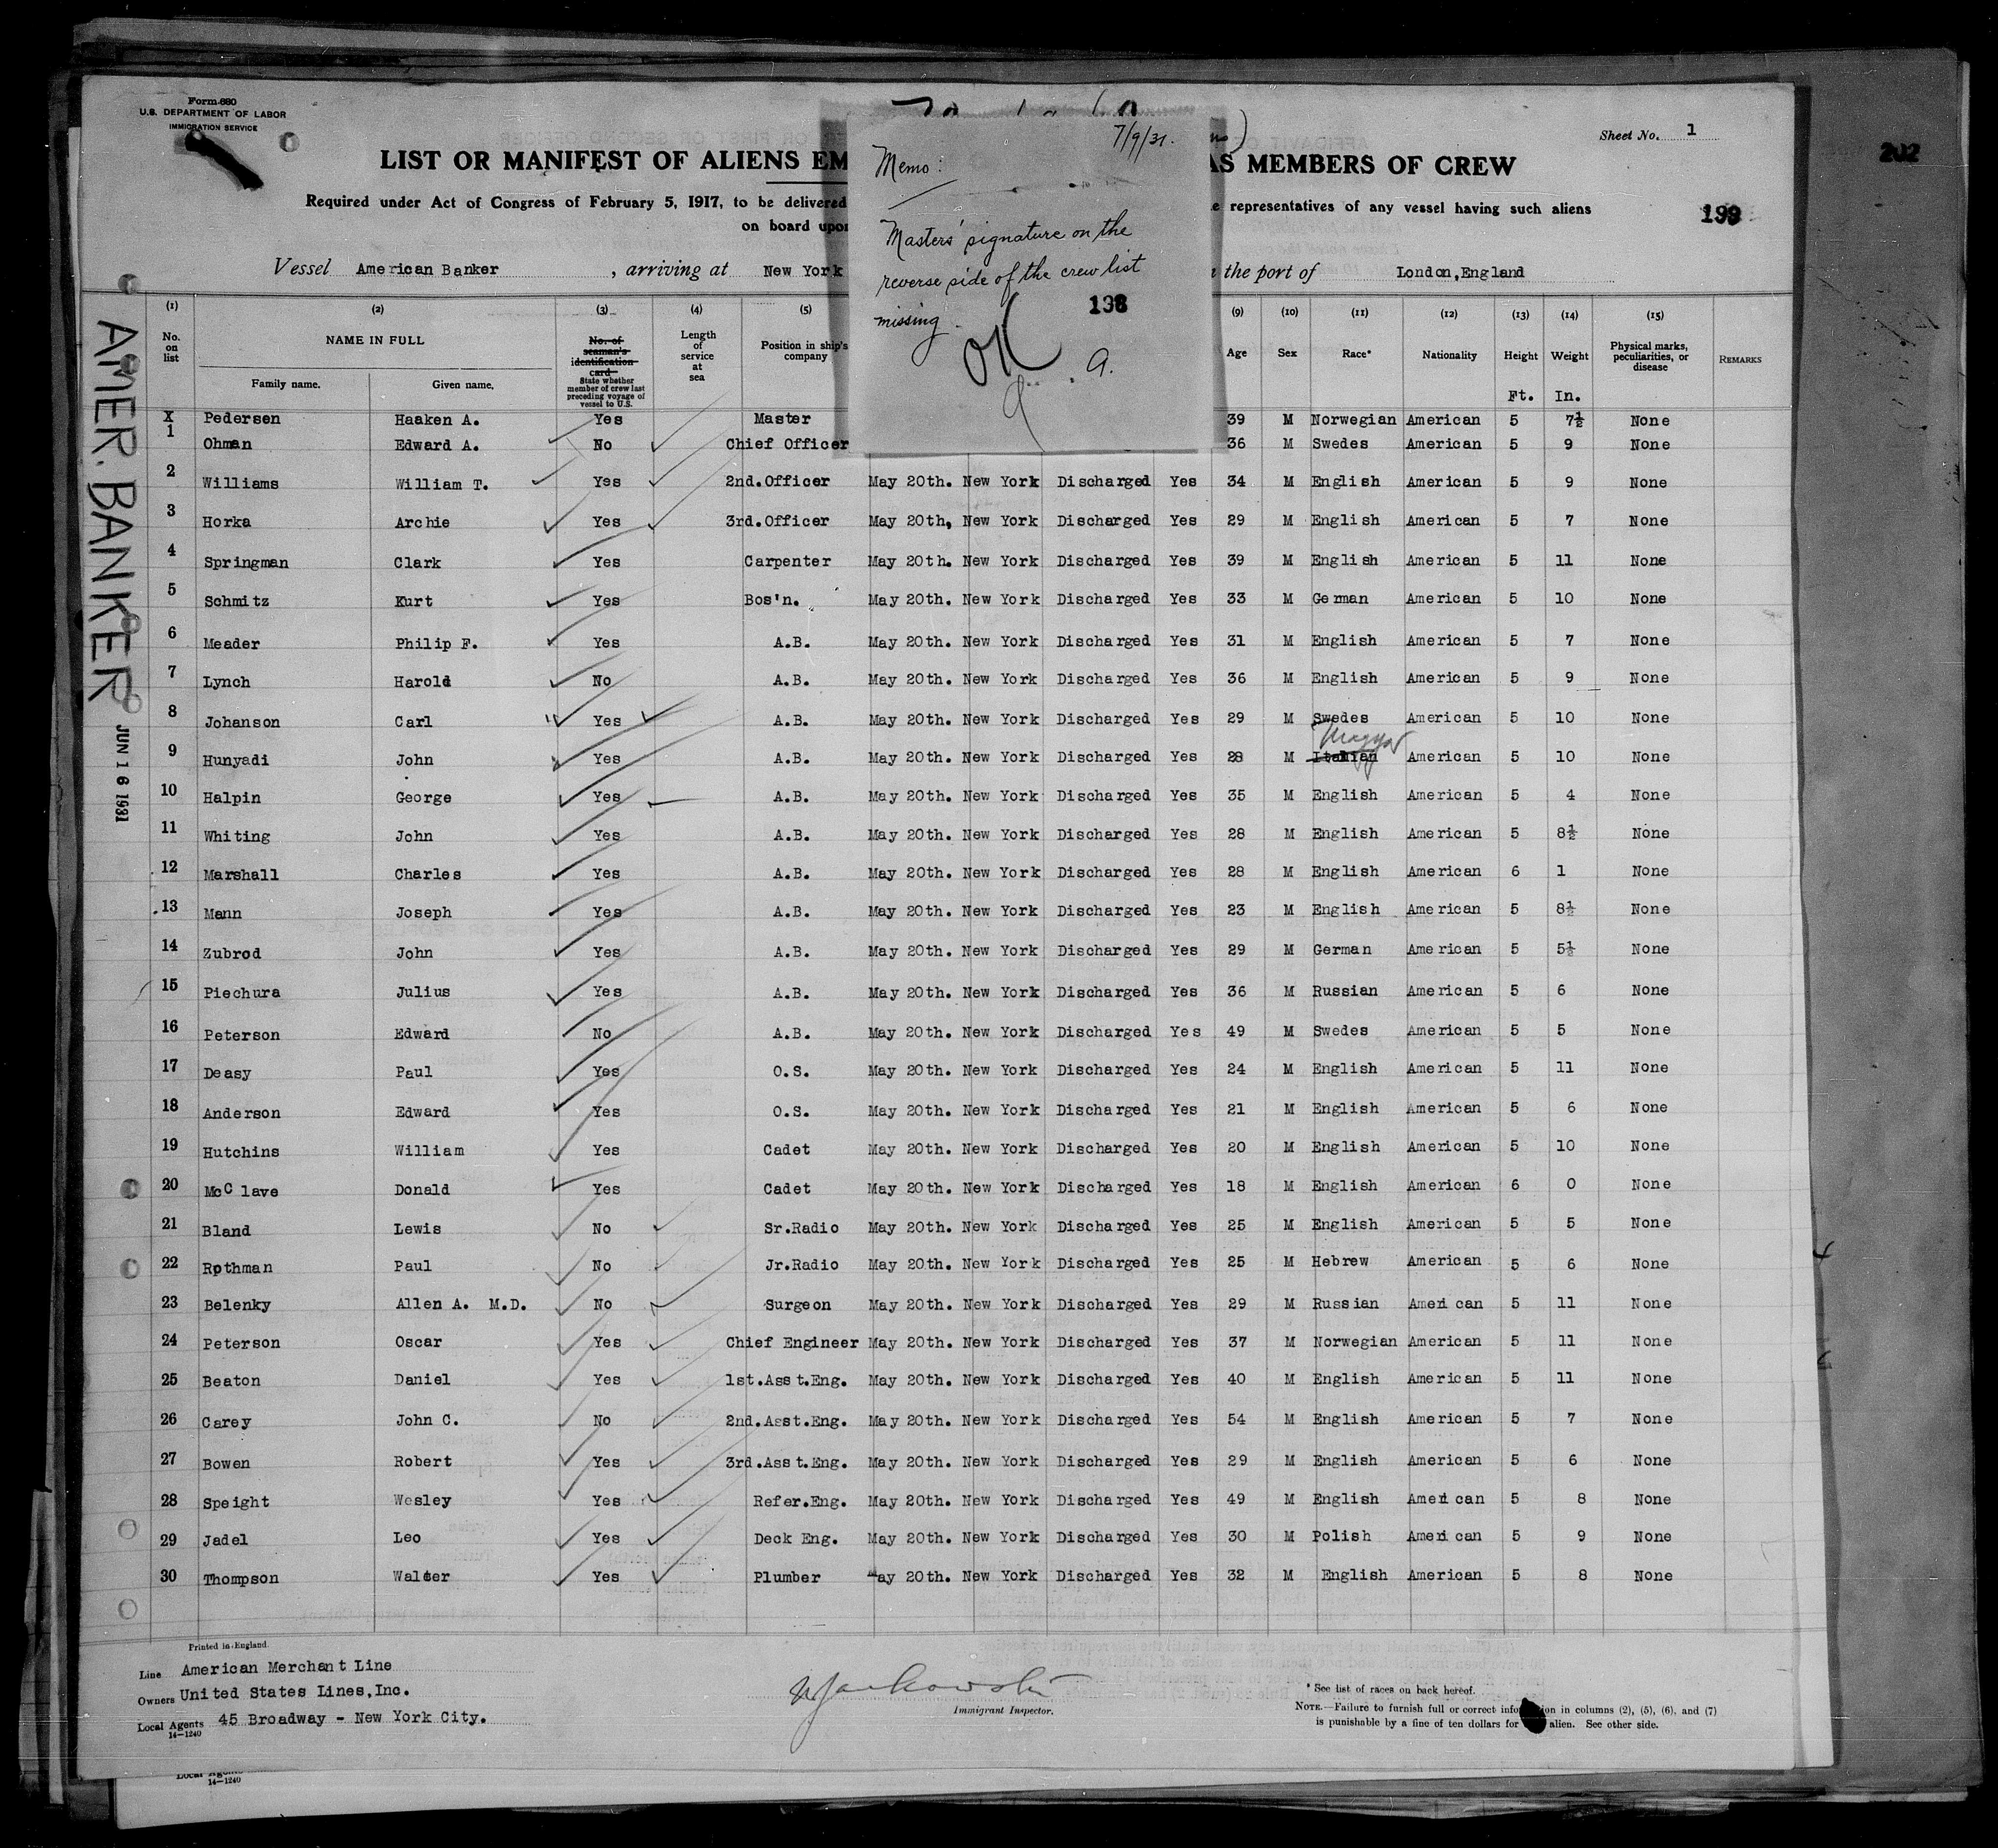 Form 680
U.S. DEPARTMENT OF LABOR
IMMIGRATION SERVICE
Sheet No. 1
202
LIST OR MANIFEST OF ALIENS EM
AS MEMBERS OF CREW
Required under Act of Congress of February 5, 1917, to be delivered
representatives of any vessel having such aliens
199
on board upon
Vessel American Banker , arriving at New York
the port of London,England
7/9/31.
Memo:
Masters' signature on the
reverse side of the crew list
missing.
138
OK
a.
AMER. BANKER
JUN 16 1931
(1) (2) (3) (4) (5) (9) (10) (11) (12) (13) (14) (15)
No. on list
NAME IN FULL
Family name. Given name.
No. of seaman's identification card
State whether member of crew last preceding voyage of vessel to U.S.
Length of service at sea
Position in ship's company
Age Sex Race* Nationality Height Weight
Physical marks, peculiarities, or disease
REMARKS
Ft. In.
X Pedersen Haaken A. Yes Master 39 M Norwegian American 5 7½ None
1 Ohman Edward A. No Chief Officer 36 M Swedes American 5 9 None
2 Williams William T. Yes 2nd.Officer May 20th. New York Discharged Yes 34 M English American 5 9 None
3 Horka Archie Yes 3rd.Officer May 20th, New York Discharged Yes 29 M English American 5 7 None
4 Springman Clark Yes Carpenter May 20th. New York Discharged Yes 39 M English American 5 11 None
5 Schmitz Kurt Yes Bos'n. May 20th. New York Discharged Yes 33 M German American 5 10 None
6 Meader Philip F. Yes A.B. May 20th. New York Discharged Yes 31 M English American 5 7 None
7 Lynch Harold No A.B. May 20th. New York Discharged Yes 36 M English American 5 9 None
8 Johanson Carl Yes A.B. May 20th. New York Discharged Yes 29 M Swedes American 5 10 None
Magyar
9 Hunyadi John Yes A.B. May 20th. New York Discharged Yes 28 M Italian American 5 10 None
10 Halpin George Yes A.B. May 20th. New York Discharged Yes 35 M English American 5 4 None
11 Whiting John Yes A.B. May 20th. New York Discharged Yes 28 M English American 5 8½ None
12 Marshall Charles Yes A.B. May 20th. New York Discharged Yes 28 M English American 6 1 None
13 Mann Joseph Yes A.B. May 20th. New York Discharged Yes 23 M English American 5 8½ None
14 Zubrod John Yes A.B. May 20th. New York Discharged Yes 29 M German American 5 5½ None
15 Piechura Julius Yes A.B. May 20th. New York Discharged Yes 36 M Russian American 5 6 None
16 Peterson Edward No A.B. May 20th. New York Discharged Yes 49 M Swedes American 5 5 None
17 Deasy Paul Yes O.S. May 20th. New York Discharged Yes 24 M English American 5 11 None
18 Anderson Edward Yes O.S. May 20th. New York Discharged Yes 21 M English American 5 6 None
19 Hutchins William Yes Cadet May 20th. New York Discharged Yes 20 M English American 5 10 None
20 McC lave Donald Yes Cadet May 20th. New York Discharged Yes 18 M English American 6 0 None
21 Bland Lewis No Sr.Radio May 20th. New York Discharged Yes 25 M English American 5 5 None
22 Rothman Paul No Jr.Radio May 20th. New York Discharged Yes 25 M Hebrew American 5 6 None
23 Belenky Allen A. M.D. No Surgeon May 20th. New York Discharged Yes 29 M Russian American 5 11 None
24 Peterson Oscar Yes Chief Engineer May 20th. New York Discharged Yes 37 M Norwegian American 5 11 None
25 Beaton Daniel Yes 1st.Asst.Eng. May 20th. New York Discharged Yes 40 M English American 5 11 None
26 Carey John C. No 2nd.Asst.Eng. May 20th. New York Discharged Yes 54 M English American 5 7 None
27 Bowen Robert Yes 3rd.Asst.Eng. May 20th. New York Discharged Yes 29 M English American 5 6 None
28 Speight Wesley Yes Refer.Eng. May 20th. New York Discharged Yes 49 M English American 5 8 None
29 Jadel Leo Yes Deck Eng. May 20th. New York Discharged Yes 30 M Polish American 5 9 None
30 Thompson Walter Yes Plumber May 20th. New York Discharged Yes 32 M English American 5 8 None
Printed in England.
Line American Merchant Line
Owners United States Lines,Inc.
Local Agents 45 Broadway - New York City.
14-1240
Immigrant Inspector.
* See list of races on back hereof.
NOTE.—Failure to furnish full or correct information in columns (2), (5), (6), and (7)
is punishable by a fine of ten dollars for alien. See other side.
Local Agents
14-1240